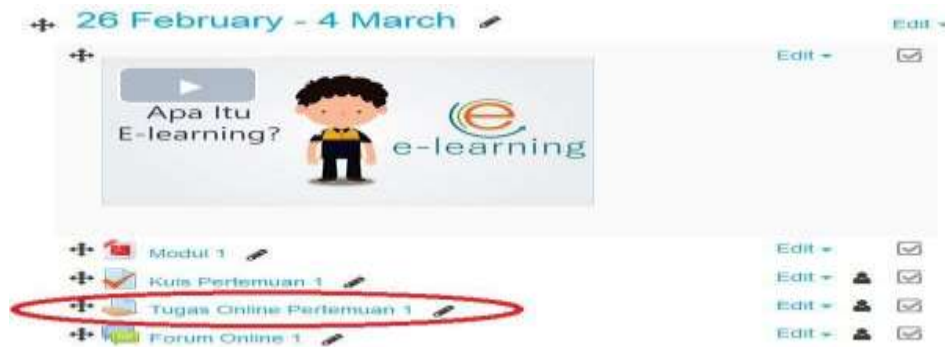 26 February - 4 March
Edit
Edit
Apa Itu
E-learning?
e-learning
Modul 1
Edit
Kuis Pertemuan 1
Edit
Tugas Online Pertemuan 1
Edit
Forum Online 1
Edit